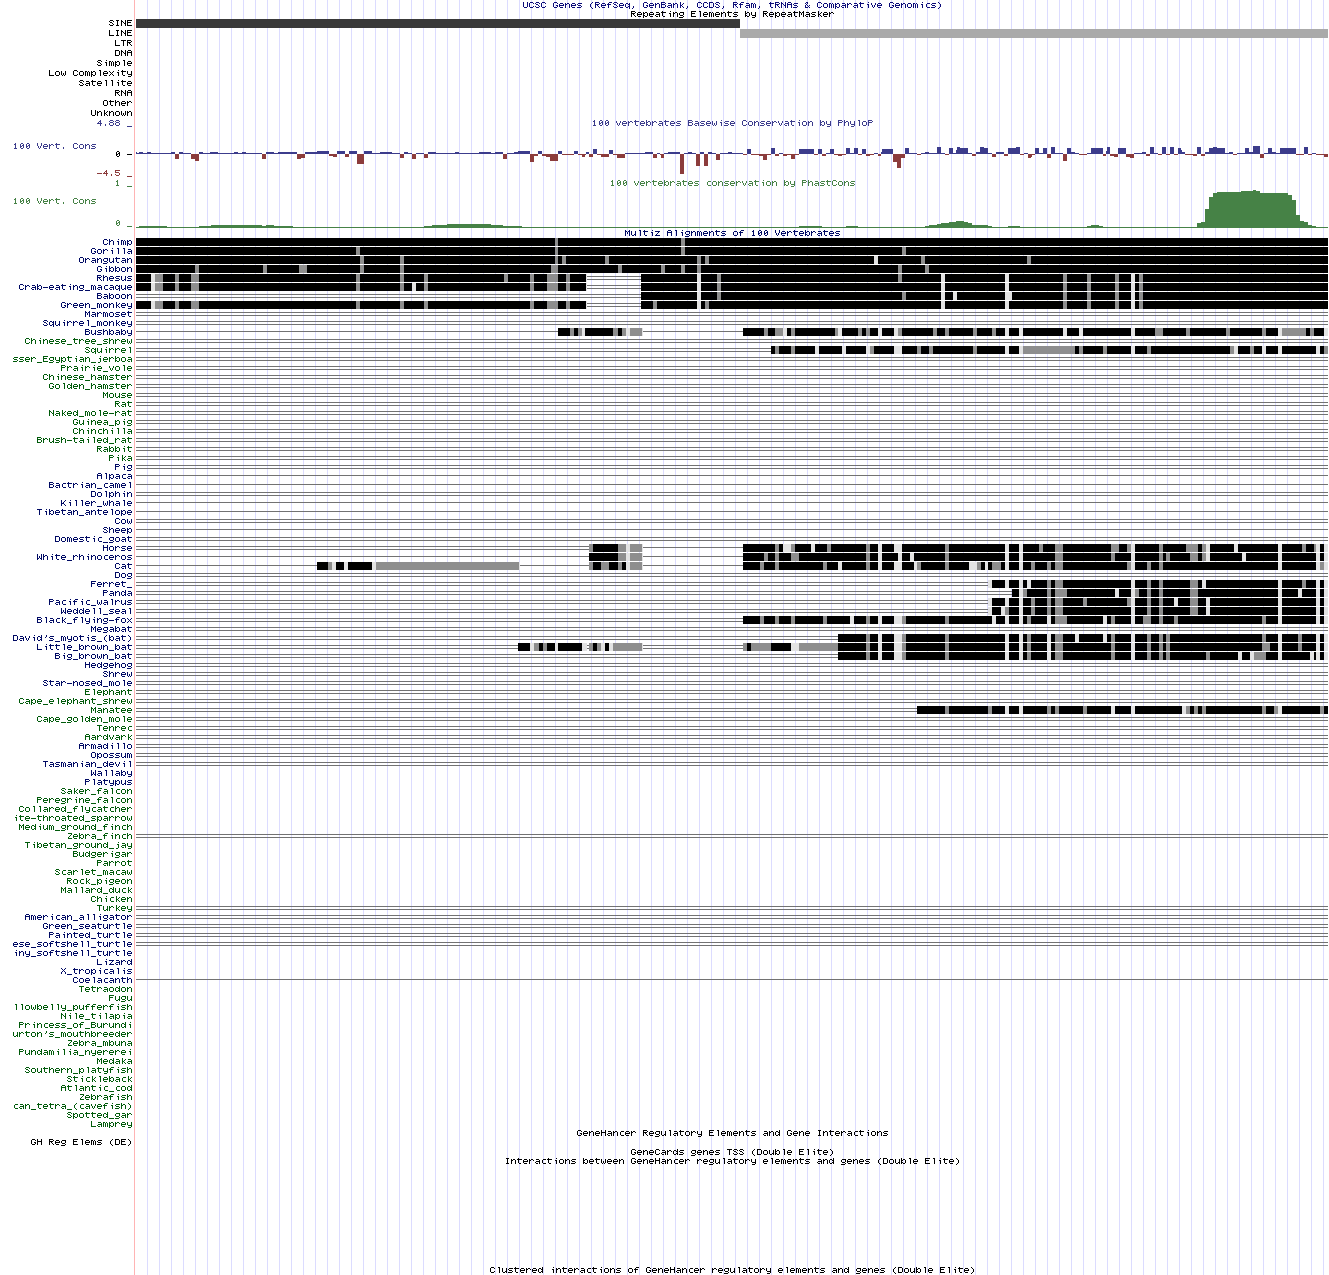 UCSC Genes (RefSeq, GenBank, CCDS, Rfam, tRNAs & Comparative Genomics)
Repeating Elements by RepeatMasker
SINE
LINE
LTR
DNA
Simple
Low Complexity
Satellite
RNA
Other
Unknown
4.88 _
100 vertebrates Basewise Conservation by PhyloP
100 Vert. Cons
0 -
-4.5 _
100 vertebrates conservation by PhastCons
1 _
100 Vert. Cons
0 _
Multiz Alignments of 100 Vertebrates
Chimp
Gorilla
Orangutan
Gibbon
Rhesus
Crab-eating_macaque
Baboon
Green_monkey
Marmoset
Squirrel_monkey
Bushbaby
Chinese_tree_shrew
Squirrel
sser_Egyptian_jerboa
Prairie_vole
Chinese_hamster
Golden_hamster
Mouse
Rat
Naked_mole-rat
Guinea_pig
Chinchilla
Brush-tailed_rat
Rabbit
Pika
Pig
Alpaca
Bactrian_camel
Dolphin
Killer_whale
Tibetan_antelope
Cow
Sheep
Domestic_goat
Horse
White_rhinoceros
Cat
Dog
Ferret_
Panda
Pacific_walrus
Weddell_seal
Black_flying-fox
Megabat
David's_myotis_(bat)
Little_brown_bat
Big_brown_bat
Hedgehog
Shrew
Star-nosed_mole
Elephant
Cape_elephant_shrew
Manatee
Cape_golden_mole
Tenrec
Aardvark
Armadillo
Opossum
Tasmanian_devil
Wallaby
Platypus
Saker_falcon
Peregrine_falcon
Collared_flycatcher
ite-throated_sparrow
Medium_ground_finch
Zebra_finch
Tibetan_ground_jay
Budgerigar
Parrot
Scarlet_macaw
Rock_pigeon
Mallard_duck
Chicken
Turkey
American_alligator
Green_seaturtle
Painted_turtle
ese_softshell_turtle
iny_softshell_turtle
Lizard
X_tropicalis
Coelacanth
Tetraodon
Fugu
llowbelly_pufferfish
Nile_tilapia
Princess_of_Burundi
urton's_mouthbreeder
Zebra_mbuna
Pundamilia_nyererei
Medaka
Southern_platyfish
Stickleback
Atlantic_cod
Zebrafish
can_tetra_(cavefish)
Spotted_gar
Lamprey
GeneHancer Regulatory Elements and Gene Interactions
GH Reg Elems (DE)
GeneCards genes TSS (Double Elite)
Interactions between GeneHancer regulatory elements and genes (Double Elite)
Clustered interactions of GeneHancer regulatory elements and genes (Double Elite)